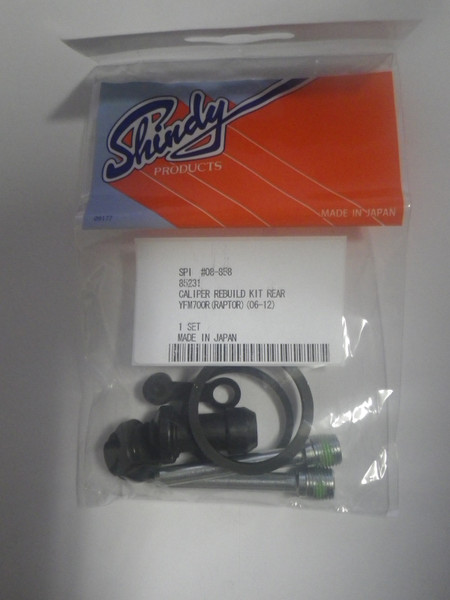 Shindy
PRODUCTS
MADE IN JAPAN
SPI #08-858
85231
CALIPER REBUILD KIT REAR
YFM700R(RAPTOR)(06-12)
1 SET
MADE IN JAPAN